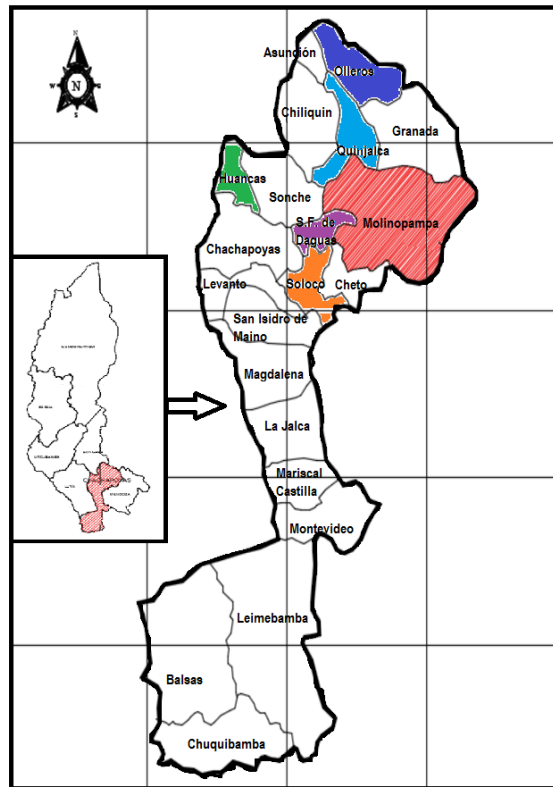 N
N
W
E
S
Asunción
Olleros
Chiliquin
Granada
Quinjalca
Huancas
Sonche
Molinopampa
S.F. de
Daguas
Chachapoyas
Levanto
Soloco
Cheto
San Isidro de
Maino
Magdalena
La Jalca
Mariscal
Castilla
Montevideo
Leimebamba
Balsas
Chuquibamba
CHACHAPOYAS